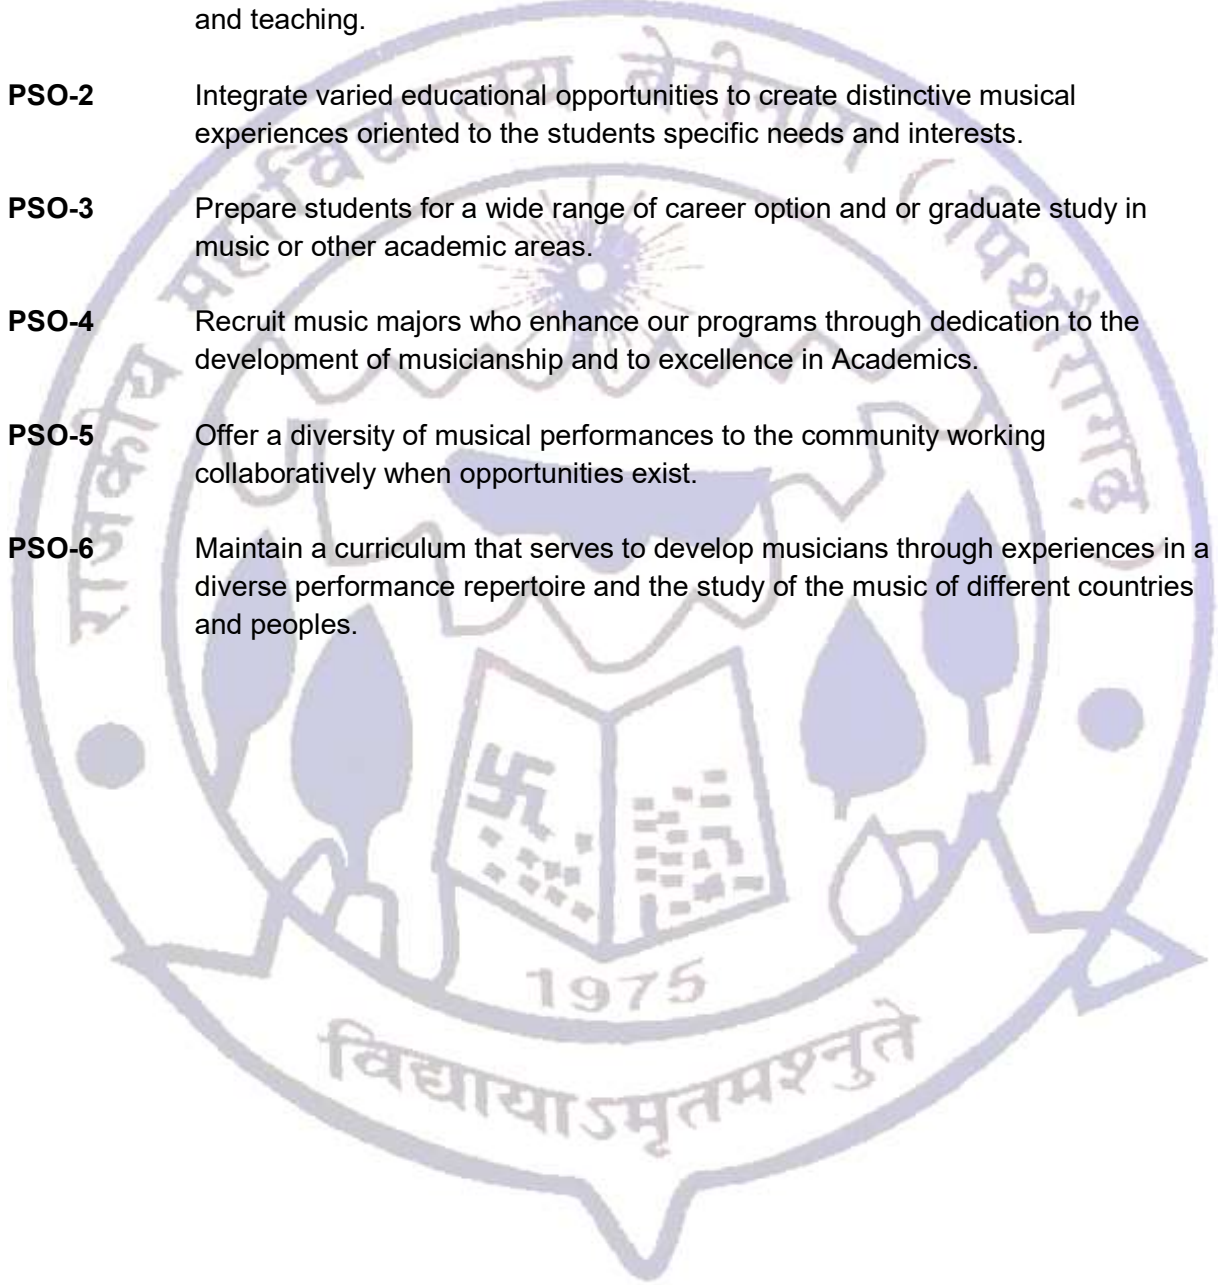 and teaching.
PSO-2 Integrate varied educational opportunities to create distinctive musical
experiences oriented to the students specific needs and interests.
PSO-3 Prepare students for a wide range of career option and or graduate study in
music or other academic areas.
PSO-4 Recruit music majors who enhance our programs through dedication to the
development of musicianship and to excellence in Academics.
PSO-5 Offer a diversity of musical performances to the community working
collaboratively when opportunities exist.
PSO-6 Maintain a curriculum that serves to develop musicians through experiences in a
diverse performance repertoire and the study of the music of different countries
and peoples.
राजकीय महाविद्यालय बेरीनाग ( पिथौरागढ़ )
1975
विद्यायाऽमृतमश्नुते